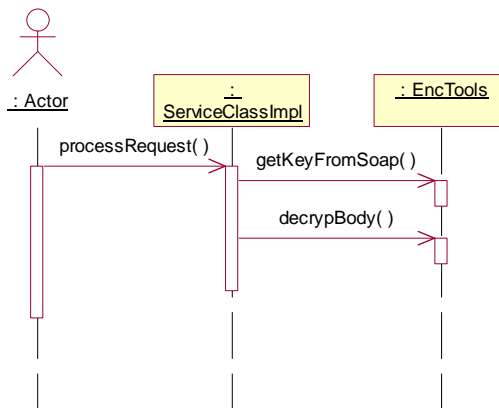 : Actor
:
ServiceClassImpl
: EncTools
processRequest( )
getKeyFromSoap( )
decrypBody( )